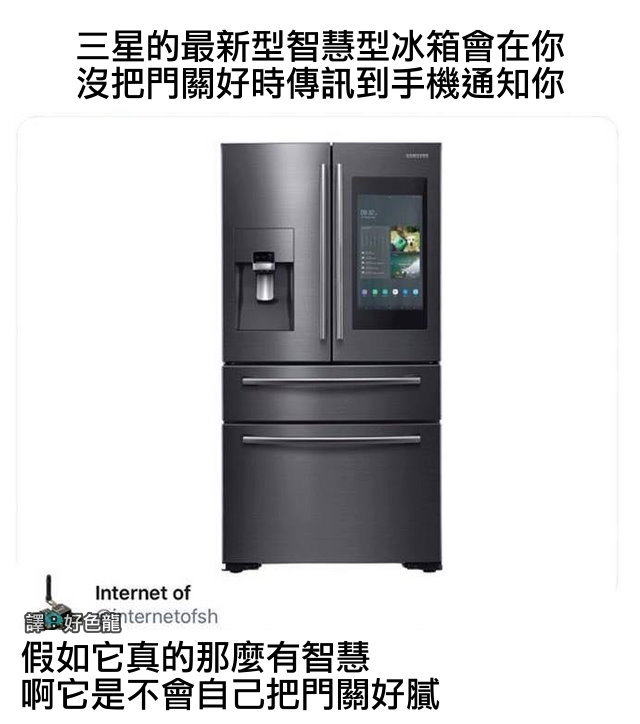 三星的最新型智慧型冰箱會在你
沒把門關好時傳訊到手機通知你
SAMSUNG
Internet of
@internetofsh
譯 好色龍
假如它真的那麼有智慧
啊它是不會自己把門關好膩